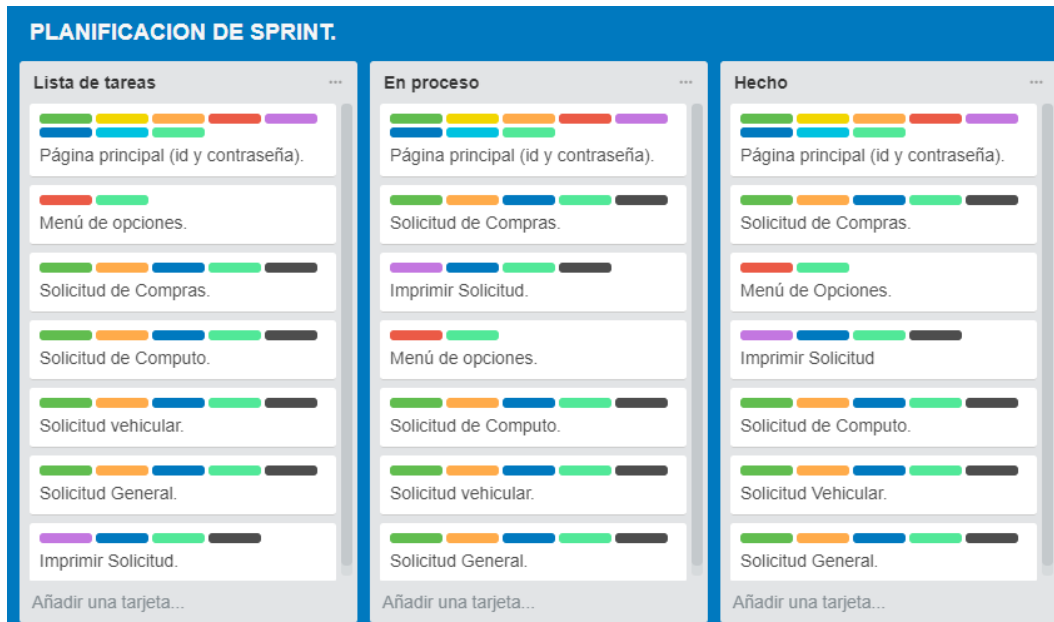 PLANIFICACION DE SPRINT.
Lista de tareas ...
Página principal (id y contraseña).
Menú de opciones.
Solicitud de Compras.
Solicitud de Computo.
Solicitud vehicular.
Solicitud General.
Imprimir Solicitud.
Añadir una tarjeta...
En proceso ...
Página principal (id y contraseña).
Solicitud de Compras.
Imprimir Solicitud.
Menú de opciones.
Solicitud de Computo.
Solicitud vehicular.
Solicitud General.
Añadir una tarjeta...
Hecho ...
Página principal (id y contraseña).
Solicitud de Compras.
Menú de Opciones.
Imprimir Solicitud
Solicitud de Computo.
Solicitud Vehicular.
Solicitud General.
Añadir una tarjeta...